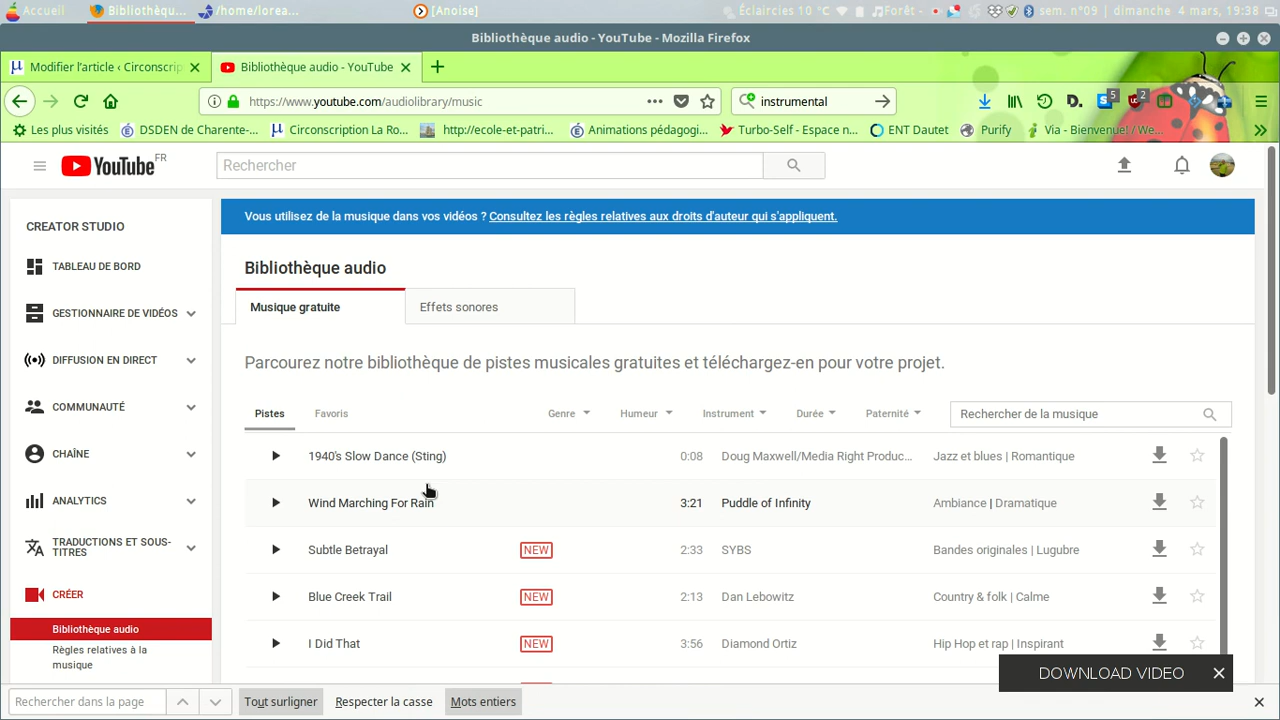 Accueil Bibliothèqu... /home/lorea... [Anoise] Éclaircies 10 °C ♫Forêt sem. n°09 | dimanche 4 mars, 19:38
Bibliothèque audio - YouTube - Mozilla Firefox
Modifier l'article ‹ Circonscrip Bibliothèque audio - YouTube
https://www.youtube.com/audiolibrary/music instrumental D. 5 2
Les plus visités DSDEN de Charente-... Circonscription La Ro... http://ecole-et-patri... Animations pédagogi... Turbo-Self - Espace n... ENT Dautet Purify Via - Bienvenue! / We...
YouTube FR Rechercher
CREATOR STUDIO
TABLEAU DE BORD
GESTIONNAIRE DE VIDÉOS
DIFFUSION EN DIRECT
COMMUNAUTÉ
CHAÎNE
ANALYTICS
TRADUCTIONS ET SOUS-
TITRES
CRÉER
Bibliothèque audio
Règles relatives à la
musique
Vous utilisez de la musique dans vos vidéos ? Consultez les règles relatives aux droits d'auteur qui s'appliquent.
Bibliothèque audio
Musique gratuite Effets sonores
Parcourez notre bibliothèque de pistes musicales gratuites et téléchargez-en pour votre projet.
Pistes Favoris Genre Humeur Instrument Durée Paternité Rechercher de la musique
1940's Slow Dance (Sting) 0:08 Doug Maxwell/Media Right Produc... Jazz et blues | Romantique
Wind Marching For Rain 3:21 Puddle of Infinity Ambiance | Dramatique
Subtle Betrayal NEW 2:33 SYBS Bandes originales | Lugubre
Blue Creek Trail NEW 2:13 Dan Lebowitz Country & folk | Calme
I Did That NEW 3:56 Diamond Ortiz Hip Hop et rap | Inspirant
DOWNLOAD VIDEO
Rechercher dans la page Tout surligner Respecter la casse Mots entiers